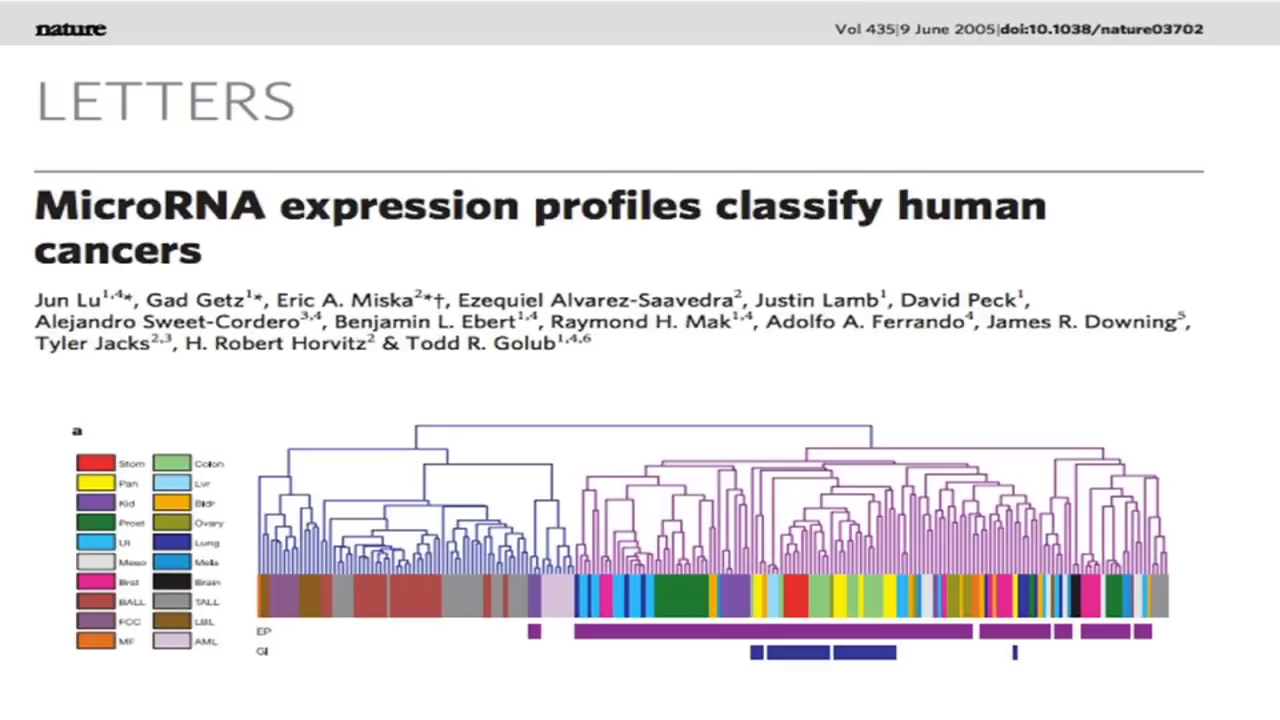 nature
Vol 435|9 June 2005|doi:10.1038/nature03702
LETTERS
MicroRNA expression profiles classify human
cancers
Jun Lu1,4*, Gad Getz1*, Eric A. Miska2*†, Ezequiel Alvarez-Saavedra2, Justin Lamb1, David Peck1,
Alejandro Sweet-Cordero3,4, Benjamin L. Ebert1,4, Raymond H. Mak1,4, Adolfo A. Ferrando4, James R. Downing5,
Tyler Jacks2,3, H. Robert Horvitz2 & Todd R. Golub1,4,6
a
Stom Colon
Pan Lvr
Kid Bldr
Prost Ovary
Ut Lung
Meso Mela
Brst Brain
BALL TALL
FCC LBL
MF AML
EP
GI